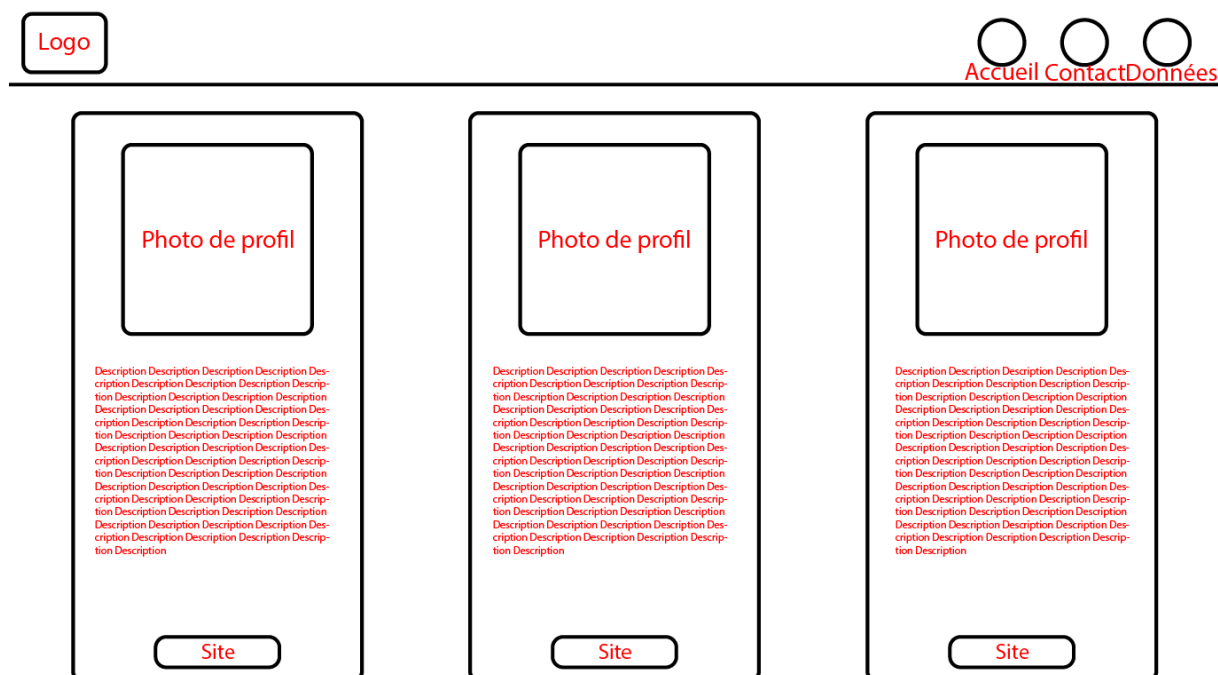 Logo
Accueil Contact Données
Photo de profil
Photo de profil
Photo de profil
Description Description Description Description Des-
cription Description Description Description Descrip-
tion Description Description Description Description
Description Description Description Description Des-
cription Description Description Description Descrip-
tion Description Description Description Description
Description Description Description Description Des-
cription Description Description Description Descrip-
tion Description Description Description Description
Description Description Description Description Des-
cription Description Description Description Descrip-
tion Description Description Description Description
Description Description Description Description Des-
cription Description Description Description Descrip-
tion Description
Description Description Description Description Des-
cription Description Description Description Descrip-
tion Description Description Description Description
Description Description Description Description Des-
cription Description Description Description Descrip-
tion Description Description Description Description
Description Description Description Description Des-
cription Description Description Description Descrip-
tion Description Description Description Description
Description Description Description Description Des-
cription Description Description Description Descrip-
tion Description Description Description Description
Description Description Description Description Des-
cription Description Description Description Descrip-
tion Description
Description Description Description Description Des-
cription Description Description Description Descrip-
tion Description Description Description Description
Description Description Description Description Des-
cription Description Description Description Descrip-
tion Description Description Description Description
Description Description Description Description Des-
cription Description Description Description Descrip-
tion Description Description Description Description
Description Description Description Description Des-
cription Description Description Description Descrip-
tion Description Description Description Description
Description Description Description Description Des-
cription Description Description Description Descrip-
tion Description
Site
Site
Site